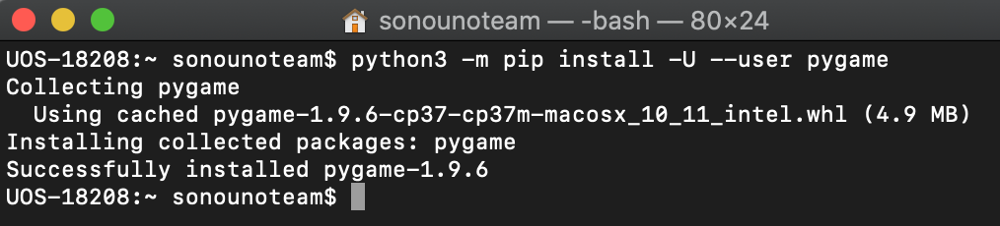 sonounoteam — -bash — 80×24
UOS-18208:~ sonounoteam$ python3 -m pip install -U --user pygame
Collecting pygame
  Using cached pygame-1.9.6-cp37-cp37m-macosx_10_11_intel.whl (4.9 MB)
Installing collected packages: pygame
Successfully installed pygame-1.9.6
UOS-18208:~ sonounoteam$